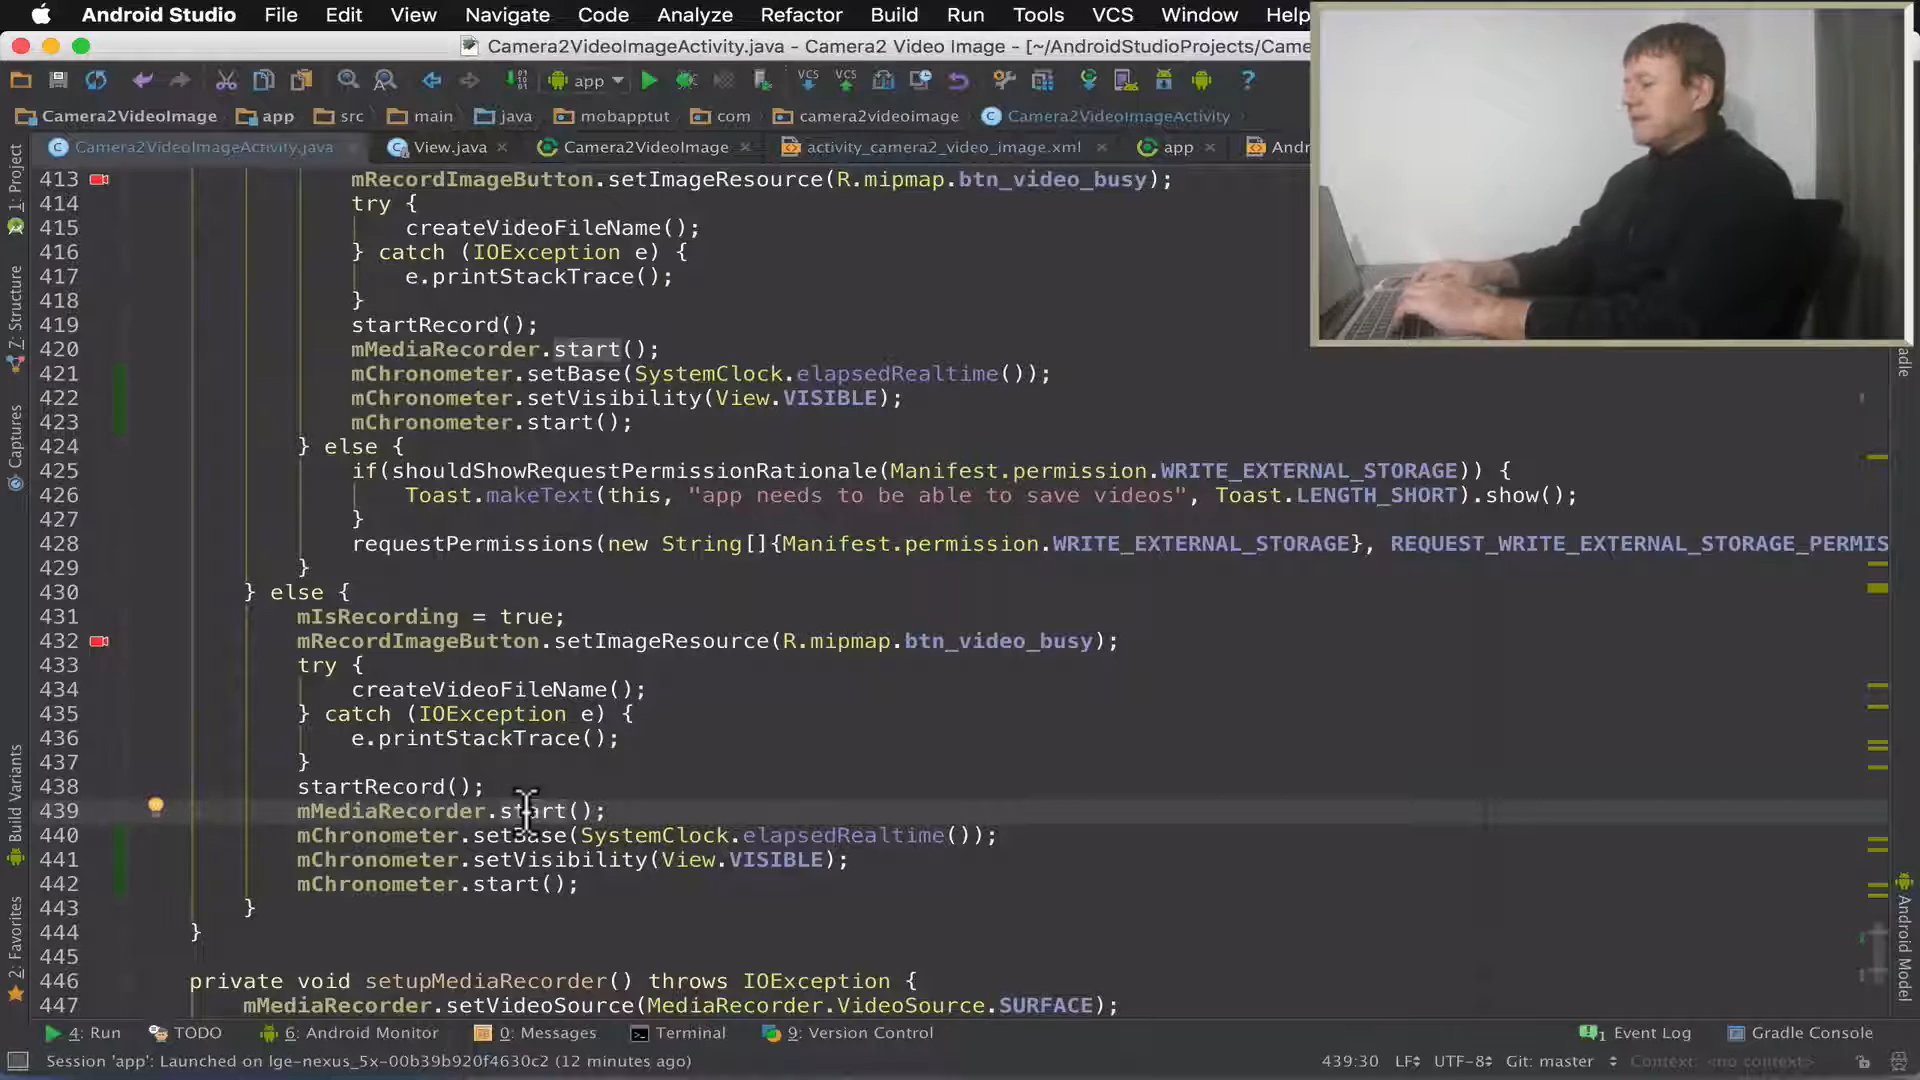 Android Studio File Edit View Navigate Code Analyze Refactor Build Run Tools VCS Window Help
Camera2VideoImageActivity.java - Camera2 Video Image - [~/AndroidStudioProjects/Came
app VCS VCS ?
Camera2VideoImage app src main java mobapptut com camera2videoimage Camera2VideoImageActivity
Camera2VideoImageActivity.java View.java Camera2VideoImage activity_camera2_video_image.xml app And
413 mRecordImageButton.setImageResource(R.mipmap.btn_video_busy);
414 try {
415 createVideoFileName();
416 } catch (IOException e) {
417 e.printStackTrace();
418 }
419 startRecord();
420 mMediaRecorder.start();
421 mChronometer.setBase(SystemClock.elapsedRealtime());
422 mChronometer.setVisibility(View.VISIBLE);
423 mChronometer.start();
424 } else {
425 if(shouldShowRequestPermissionRationale(Manifest.permission.WRITE_EXTERNAL_STORAGE)) {
426 Toast.makeText(this, "app needs to be able to save videos", Toast.LENGTH_SHORT).show();
427 }
428 requestPermissions(new String[]{Manifest.permission.WRITE_EXTERNAL_STORAGE}, REQUEST_WRITE_EXTERNAL_STORAGE_PERMIS
429 }
430 } else {
431 mIsRecording = true;
432 mRecordImageButton.setImageResource(R.mipmap.btn_video_busy);
433 try {
434 createVideoFileName();
435 } catch (IOException e) {
436 e.printStackTrace();
437 }
438 startRecord();
439 mMediaRecorder.start();
440 mChronometer.setBase(SystemClock.elapsedRealtime());
441 mChronometer.setVisibility(View.VISIBLE);
442 mChronometer.start();
443 }
444 }
445
446 private void setupMediaRecorder() throws IOException {
447 mMediaRecorder.setVideoSource(MediaRecorder.VideoSource.SURFACE);
1: Project
7: Structure
Captures
Build Variants
2: Favorites
adle
Android Model
4: Run TODO 6: Android Monitor 0: Messages Terminal 9: Version Control 1 Event Log Gradle Console
Session 'app': Launched on lge-nexus_5x-00b39b920f4630c2 (12 minutes ago) 439:30 LF UTF-8 Git: master Context: <no context>